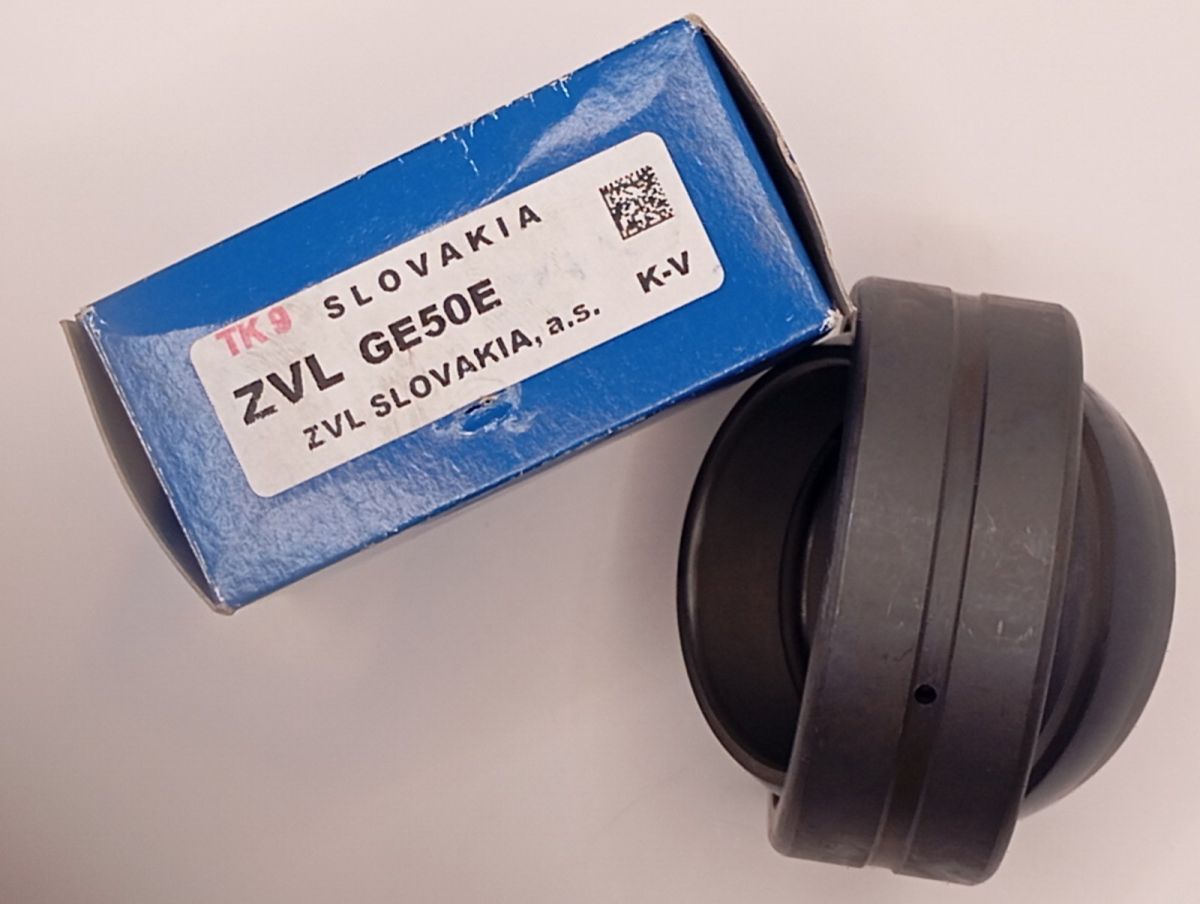 SLOVAKIA
TK 9
ZVL GE50E
K-V
ZVL SLOVAKIA, a.s.